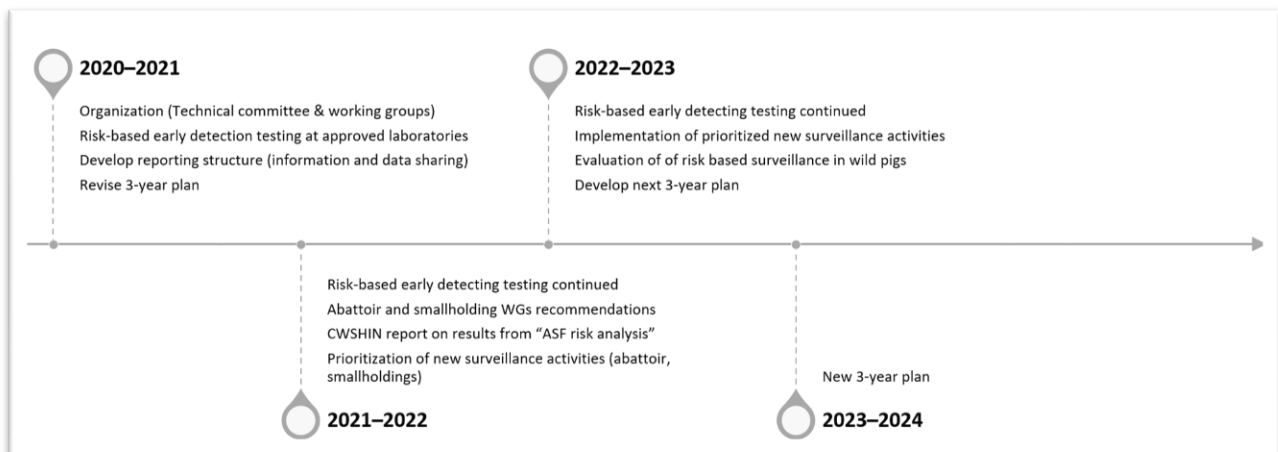 2020–2021
Organization (Technical committee & working groups)
Risk-based early detection testing at approved laboratories
Develop reporting structure (information and data sharing)
Revise 3-year plan
2022–2023
Risk-based early detecting testing continued
Implementation of prioritized new surveillance activities
Evaluation of of risk based surveillance in wild pigs
Develop next 3-year plan
Risk-based early detecting testing continued
Abattoir and smallholding WGs recommendations
CWSHIN report on results from “ASF risk analysis”
Prioritization of new surveillance activities (abattoir,
smallholdings)
2021–2022
New 3-year plan
2023–2024